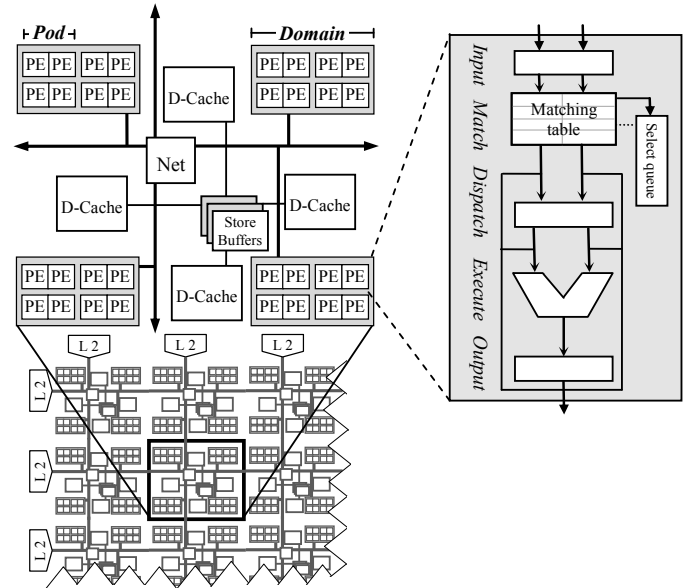 Pod
Domain
PE PE PE PE
PE PE PE PE
PE PE PE PE
PE PE PE PE
D-Cache
Net
D-Cache
D-Cache
Store
Buffers
D-Cache
PE PE PE PE
PE PE PE PE
PE PE PE PE
PE PE PE PE
L 2
L 2
L 2
L 2
L 2
L 2
Input
Match
Dispatch
Execute
Output
Matching
table
Select queue